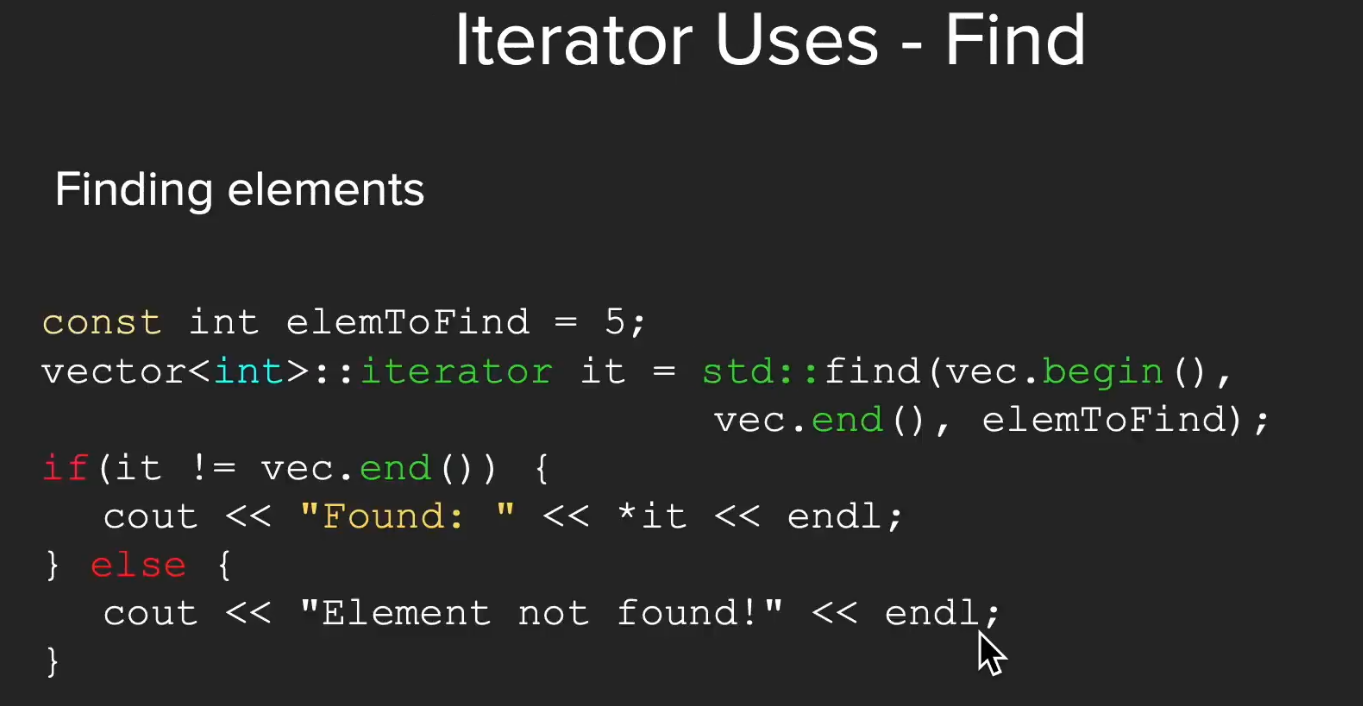 Iterator Uses - Find
Finding elements
const int elemToFind = 5;
vector<int>::iterator it = std::find(vec.begin(),
vec.end(), elemToFind);
if(it != vec.end()) {
cout << "Found: " << *it << endl;
} else {
cout << "Element not found!" << endl;
}